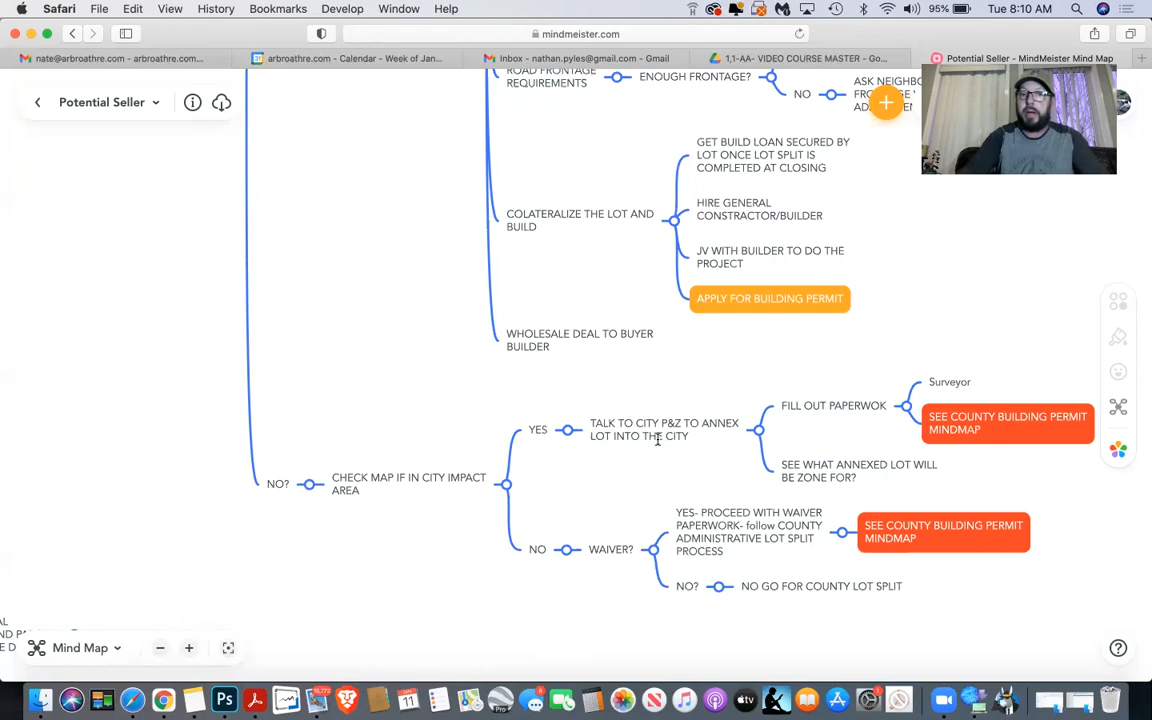 Safari File Edit View History Bookmarks Develop Window Help 95% Tue 8:10 AM
mindmeister.com
nate@arbroathre.com - arbroathre.com...
arbroathre.com - Calendar - Week of Jan...
Inbox - nathan.pyles@gmail.com - Gmail
1,1-AA- VIDEO COURSE MASTER - Go...
Potential Seller - MindMeister Mind Map
Potential Seller
ROAD FRONTAGE
REQUIREMENTS
ENOUGH FRONTAGE?
NO
ASK NEIGHBO
GET BUILD LOAN SECURED BY
LOT ONCE LOT SPLIT IS
COMPLETED AT CLOSING
COLATERALIZE THE LOT AND
BUILD
HIRE GENERAL
CONSTRACTOR/BUILDER
JV WITH BUILDER TO DO THE
PROJECT
APPLY FOR BUILDING PERMIT
WHOLESALE DEAL TO BUYER
BUILDER
NO?
CHECK MAP IF IN CITY IMPACT
AREA
YES
TALK TO CITY P&Z TO ANNEX
LOT INTO THE CITY
FILL OUT PAPERWOK
Surveyor
SEE COUNTY BUILDING PERMIT
MINDMAP
SEE WHAT ANNEXED LOT WILL
BE ZONE FOR?
NO
WAIVER?
YES- PROCEED WITH WAIVER
PAPERWORK- follow COUNTY
ADMINISTRATIVE LOT SPLIT
PROCESS
SEE COUNTY BUILDING PERMIT
MINDMAP
NO?
NO GO FOR COUNTY LOT SPLIT
Mind Map